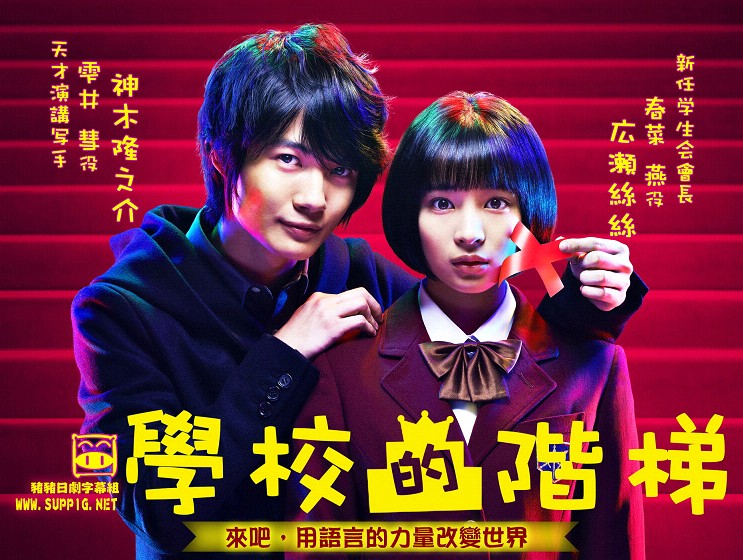 天才演講写手
雫井 彗役
神木隆之介
新任学生会會長
春菜 燕役
広瀬絲絲
學校的階梯
豬豬日劇字幕組
WWW.SUPPIG.NET
來吧，用語言的力量改變世界